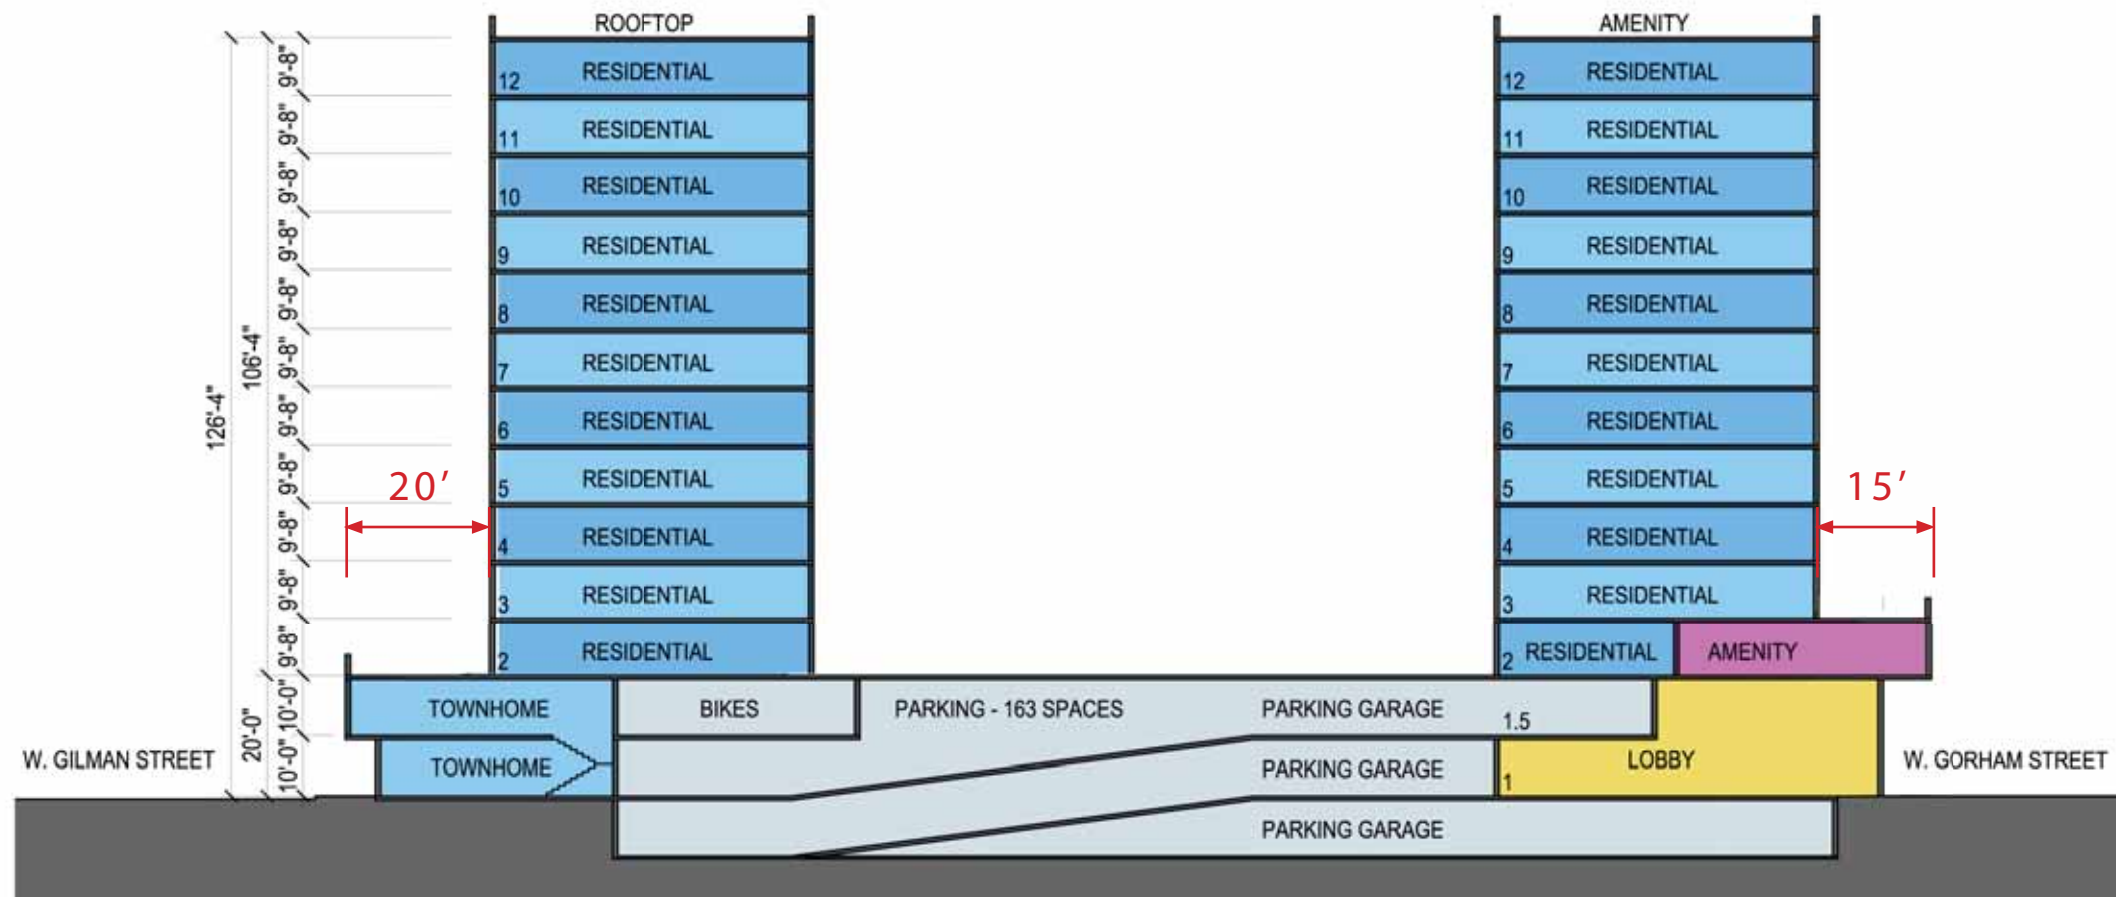 ROOFTOP AMENITY
9'-8" 12 RESIDENTIAL 12 RESIDENTIAL
9'-8" 11 RESIDENTIAL 11 RESIDENTIAL
9'-8" 10 RESIDENTIAL 10 RESIDENTIAL
9'-8" 9 RESIDENTIAL 9 RESIDENTIAL
9'-8" 8 RESIDENTIAL 8 RESIDENTIAL
126'-4" 106'-4" 9'-8" 7 RESIDENTIAL 7 RESIDENTIAL
9'-8" 6 RESIDENTIAL 6 RESIDENTIAL
9'-8" 20' 5 RESIDENTIAL 5 RESIDENTIAL 15'
9'-8" 4 RESIDENTIAL 4 RESIDENTIAL
9'-8" 3 RESIDENTIAL 3 RESIDENTIAL
9'-8" 2 RESIDENTIAL 2 RESIDENTIAL AMENITY
20'-0" 10'-0" TOWNHOME BIKES PARKING - 163 SPACES PARKING GARAGE 1.5
W. GILMAN STREET 10'-0" TOWNHOME PARKING GARAGE 1 LOBBY W. GORHAM STREET
PARKING GARAGE